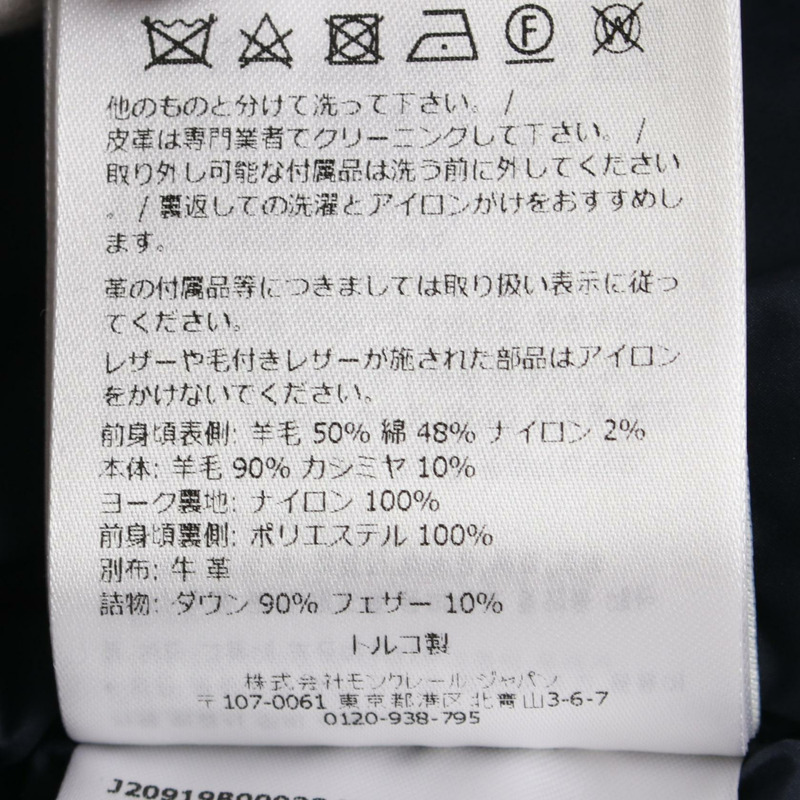 F
W
他のものと分けて洗って下さい。 /
皮革は専門業者でクリーニングして下さい。 /
取り外し可能な付属品は洗う前に外してください
。 / 裏返しての洗濯とアイロンがけをおすすめし
ます。
革の付属品等につきましては取り扱い表示に従っ
てください。
レザーや毛付きレザーが施された部品はアイロン
をかけないでください。
前身頃表側: 羊毛 50% 綿 48% ナイロン 2%
本体: 羊毛 90% カシミヤ 10%
ヨーク裏地: ナイロン 100%
前身頃裏側: ポリエステル 100%
別布: 牛革
詰物: ダウン 90% フェザー 10%
トルコ製
株式会社モンクレール ジャパン
〒107-0061 東京都港区北青山3-6-7
0120-938-795